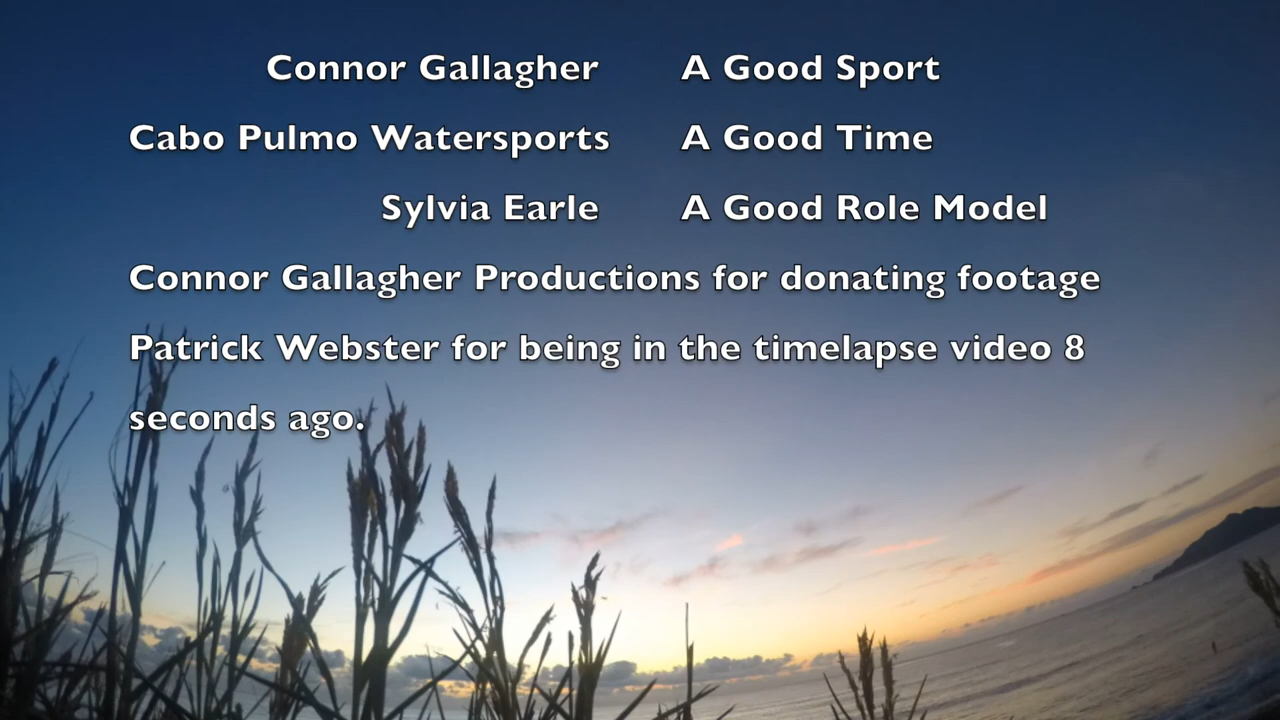 Connor Gallagher A Good Sport
Cabo Pulmo Watersports A Good Time
Sylvia Earle A Good Role Model
Connor Gallagher Productions for donating footage
Patrick Webster for being in the timelapse video 8
seconds ago.